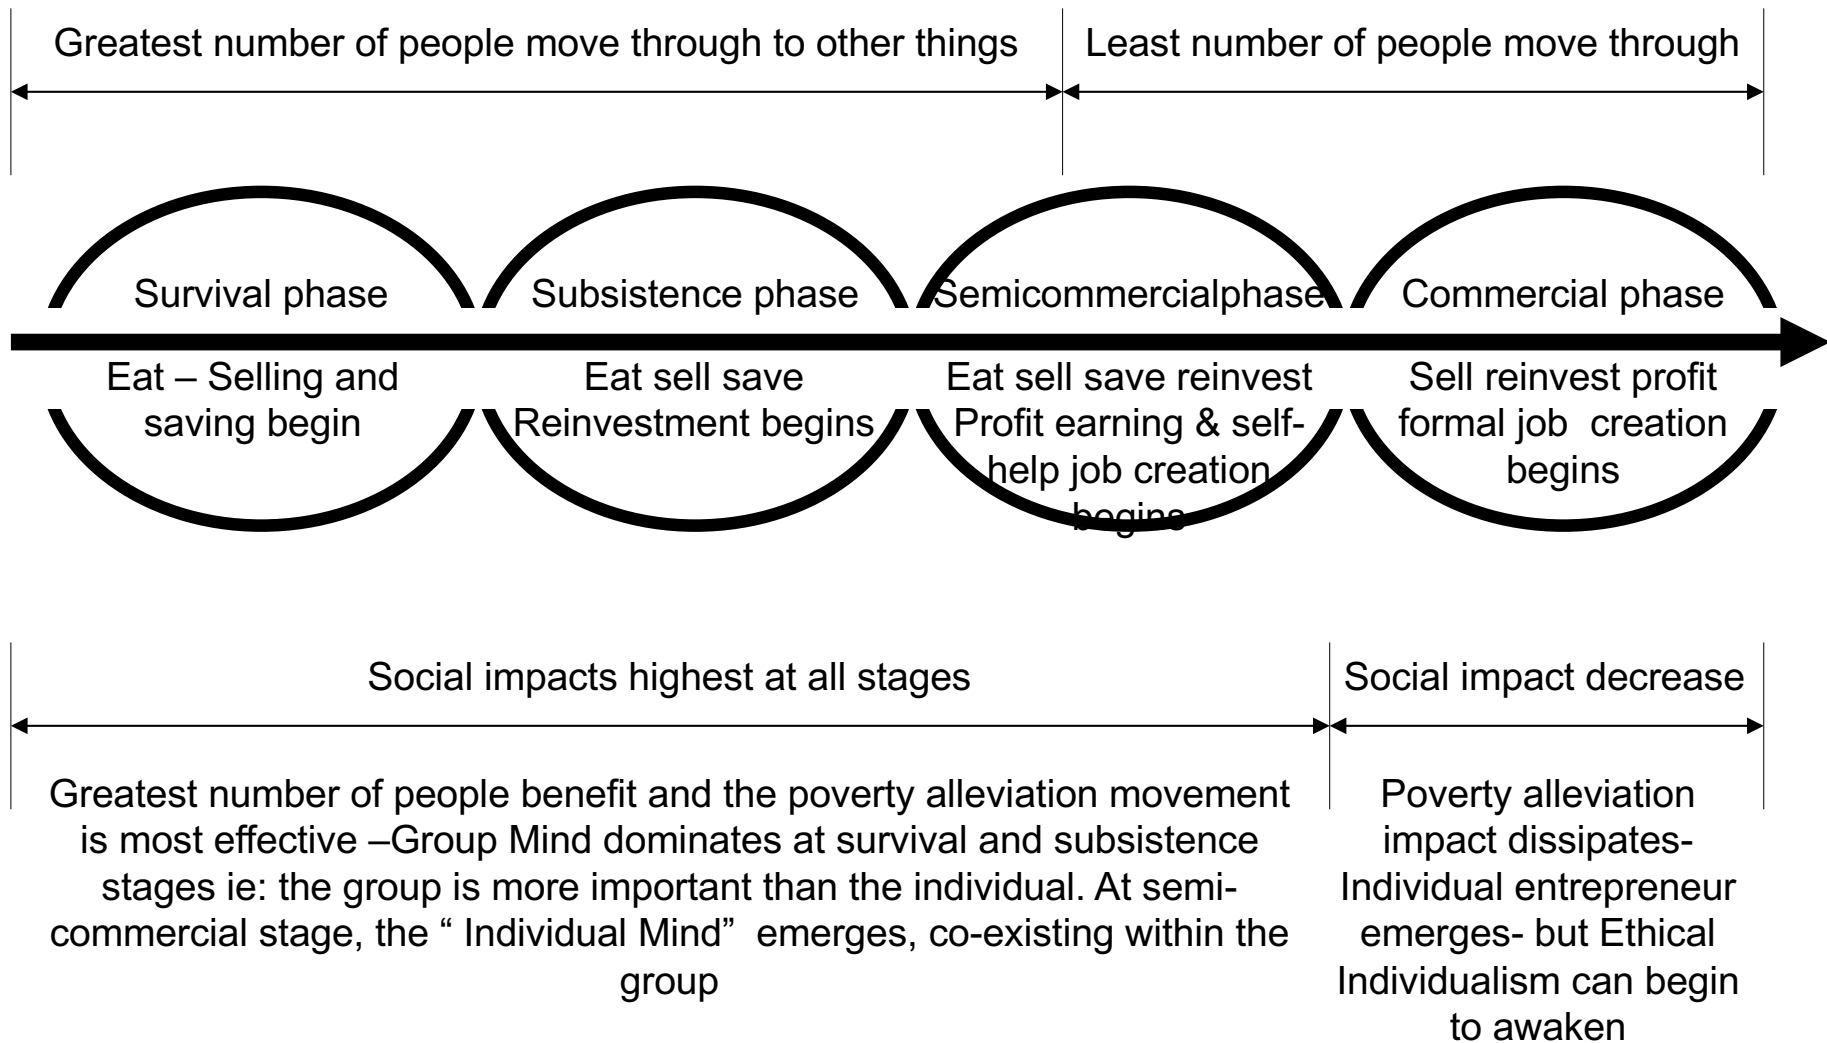 Greatest number of people move through to other things
Least number of people move through
Survival phase
Subsistence phase
Semicommercialphase
Commercial phase
Eat – Selling and
saving begin
Eat sell save
Reinvestment begins
Eat sell save reinvest
Profit earning & self-
help job creation
begins
Sell reinvest profit
formal job  creation
begins
Social impacts highest at all stages
Social impact decrease
Greatest number of people benefit and the poverty alleviation movement
is most effective –Group Mind dominates at survival and subsistence
stages ie: the group is more important than the individual. At semi-
commercial stage, the “ Individual Mind”  emerges, co-existing within the
group
Poverty alleviation
impact dissipates-
Individual entrepreneur
emerges- but Ethical
Individualism can begin
to awaken